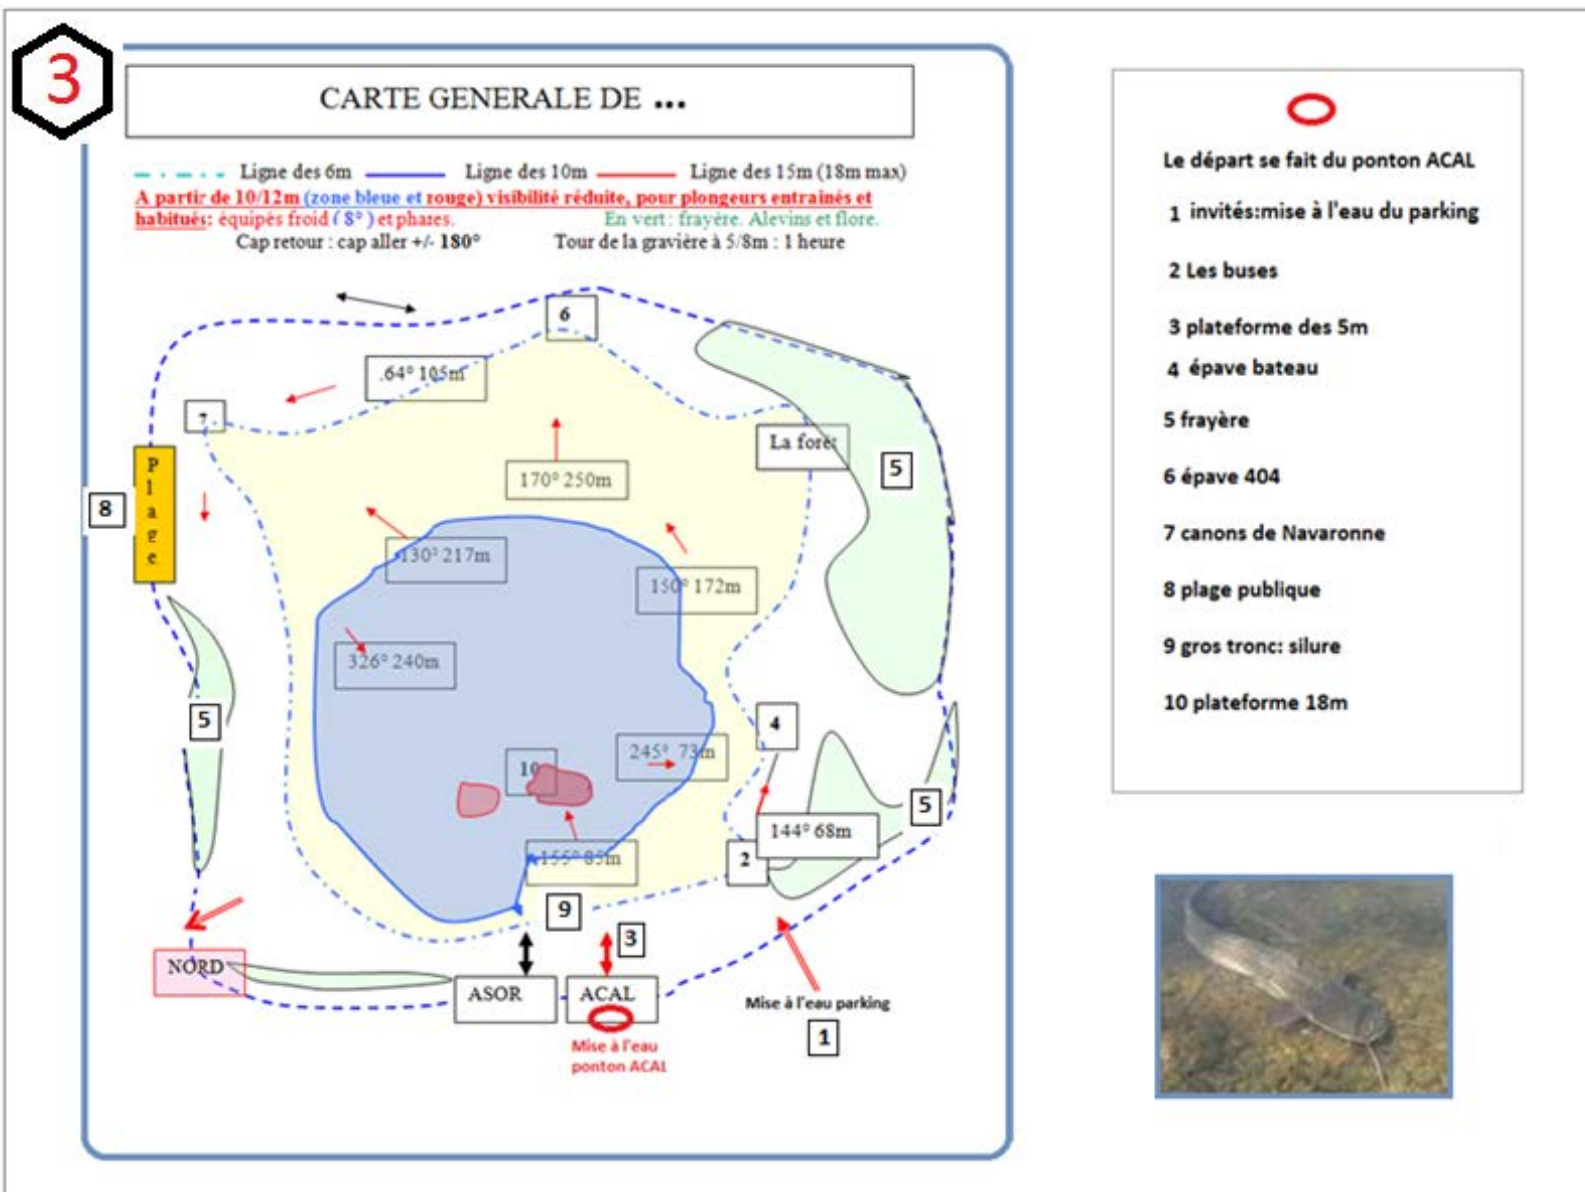 3
CARTE GENERALE DE ...
Ligne des 6m Ligne des 10m Ligne des 15m (18m max)
A partir de 10/12m (zone bleue et rouge) visibilité réduite, pour plongeurs entrainés et
habitués: équipés froid ( 8° ) et phares. En vert : frayère. Alevins et flore.
Cap retour : cap aller +/- 180° Tour de la gravière à 5/8m : 1 heure
6
.64° 105m
7
La forêt
5
170° 250m
Plage
8
130° 217m
150° 172m
326° 240m
5
4
245° 73m
10
5
144° 68m
155° 85m
2
9
3
NORD
ASOR
ACAL
Mise à l'eau parking
1
Mise à l'eau
ponton ACAL
Le départ se fait du ponton ACAL
1 invités:mise à l'eau du parking
2 Les buses
3 plateforme des 5m
4 épave bateau
5 frayère
6 épave 404
7 canons de Navaronne
8 plage publique
9 gros tronc: silure
10 plateforme 18m